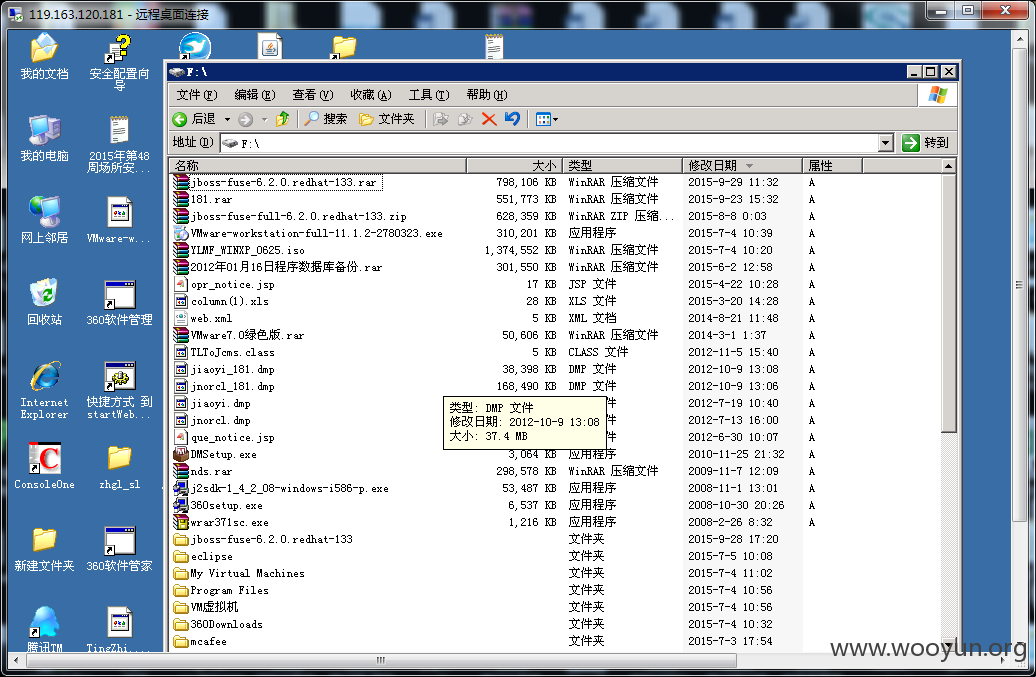 119.163.120.181 - 远程桌面连接
我的文档
安全配置向导
我的电脑
2015年第48周场所安...
网上邻居
VMware-w...
回收站
360软件管理
Internet Explorer
快捷方式 到 startWeb...
ConsoleOne
zhgl_sl
新建文件夹
360软件管家
腾讯TM
TingZhi...
F:\
文件(F) 编辑(E) 查看(V) 收藏(A) 工具(T) 帮助(H)
后退 搜索 文件夹
地址(D) F:\ 转到
名称 大小 类型 修改日期 属性
jboss-fuse-6.2.0.redhat-133.rar 798,106 KB WinRAR 压缩文件 2015-9-29 11:32 A
181.rar 551,773 KB WinRAR 压缩文件 2015-9-23 15:32 A
jboss-fuse-full-6.2.0.redhat-133.zip 628,359 KB WinRAR ZIP 压缩... 2015-8-8 0:03 A
VMware-workstation-full-11.1.2-2780323.exe 310,201 KB 应用程序 2015-7-4 10:39 A
YLMF_WINXP_0625.iso 1,374,552 KB WinRAR 压缩文件 2015-7-4 10:20 A
2012年01月16日程序数据库备份.rar 301,550 KB WinRAR 压缩文件 2015-6-2 12:58 A
opr_notice.jsp 17 KB JSP 文件 2015-4-22 10:28 A
column(1).xls 28 KB XLS 文件 2015-3-20 14:28 A
web.xml 5 KB XML 文档 2014-8-21 11:48 A
VMware7.0绿色版.rar 50,606 KB WinRAR 压缩文件 2014-3-1 1:37 A
TLToJcms.class 5 KB CLASS 文件 2012-11-5 15:40 A
jiaoyi_181.dmp 38,398 KB DMP 文件 2012-10-9 13:08 A
jnorcl_181.dmp 168,490 KB DMP 文件 2012-10-9 13:06 A
jiaoyi.dmp 件 2012-7-19 10:40 A
jnorcl.dmp 件 2012-7-13 16:00 A
que_notice.jsp 件 2012-6-30 10:07 A
DMSetup.exe 3,064 KB 应用程序 2010-11-25 21:32 A
nds.rar 298,578 KB WinRAR 压缩文件 2009-11-7 12:09 A
j2sdk-1_4_2_08-windows-i586-p.exe 53,487 KB 应用程序 2008-11-1 13:01 A
360setup.exe 6,537 KB 应用程序 2008-10-30 20:26 A
wrar371sc.exe 1,216 KB 应用程序 2008-2-26 8:32 A
jboss-fuse-6.2.0.redhat-133 文件夹 2015-9-28 17:20
eclipse 文件夹 2015-7-5 10:08
My Virtual Machines 文件夹 2015-7-4 11:02
Program Files 文件夹 2015-7-4 10:56
VM虚拟机 文件夹 2015-7-4 10:56
360Downloads 文件夹 2015-7-4 10:32
mcafee 文件夹 2015-7-3 17:54
类型: DMP 文件
修改日期: 2012-10-9 13:08
大小: 37.4 MB
www.wooyun.org